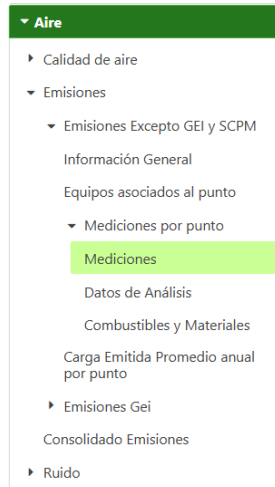 Aire
Calidad de aire
Emisiones
Emisiones Excepto GEI y SCPM
Información General
Equipos asociados al punto
Mediciones por punto
Mediciones
Datos de Análisis
Combustibles y Materiales
Carga Emitida Promedio anual
por punto
Emisiones Gei
Consolidado Emisiones
Ruido